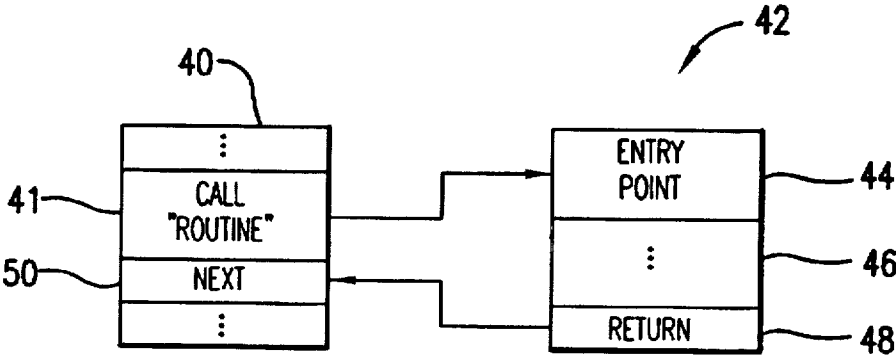 42
40
⋮
CALL
"ROUTINE"
NEXT
⋮
41
50
ENTRY
POINT
⋮
RETURN
44
46
48